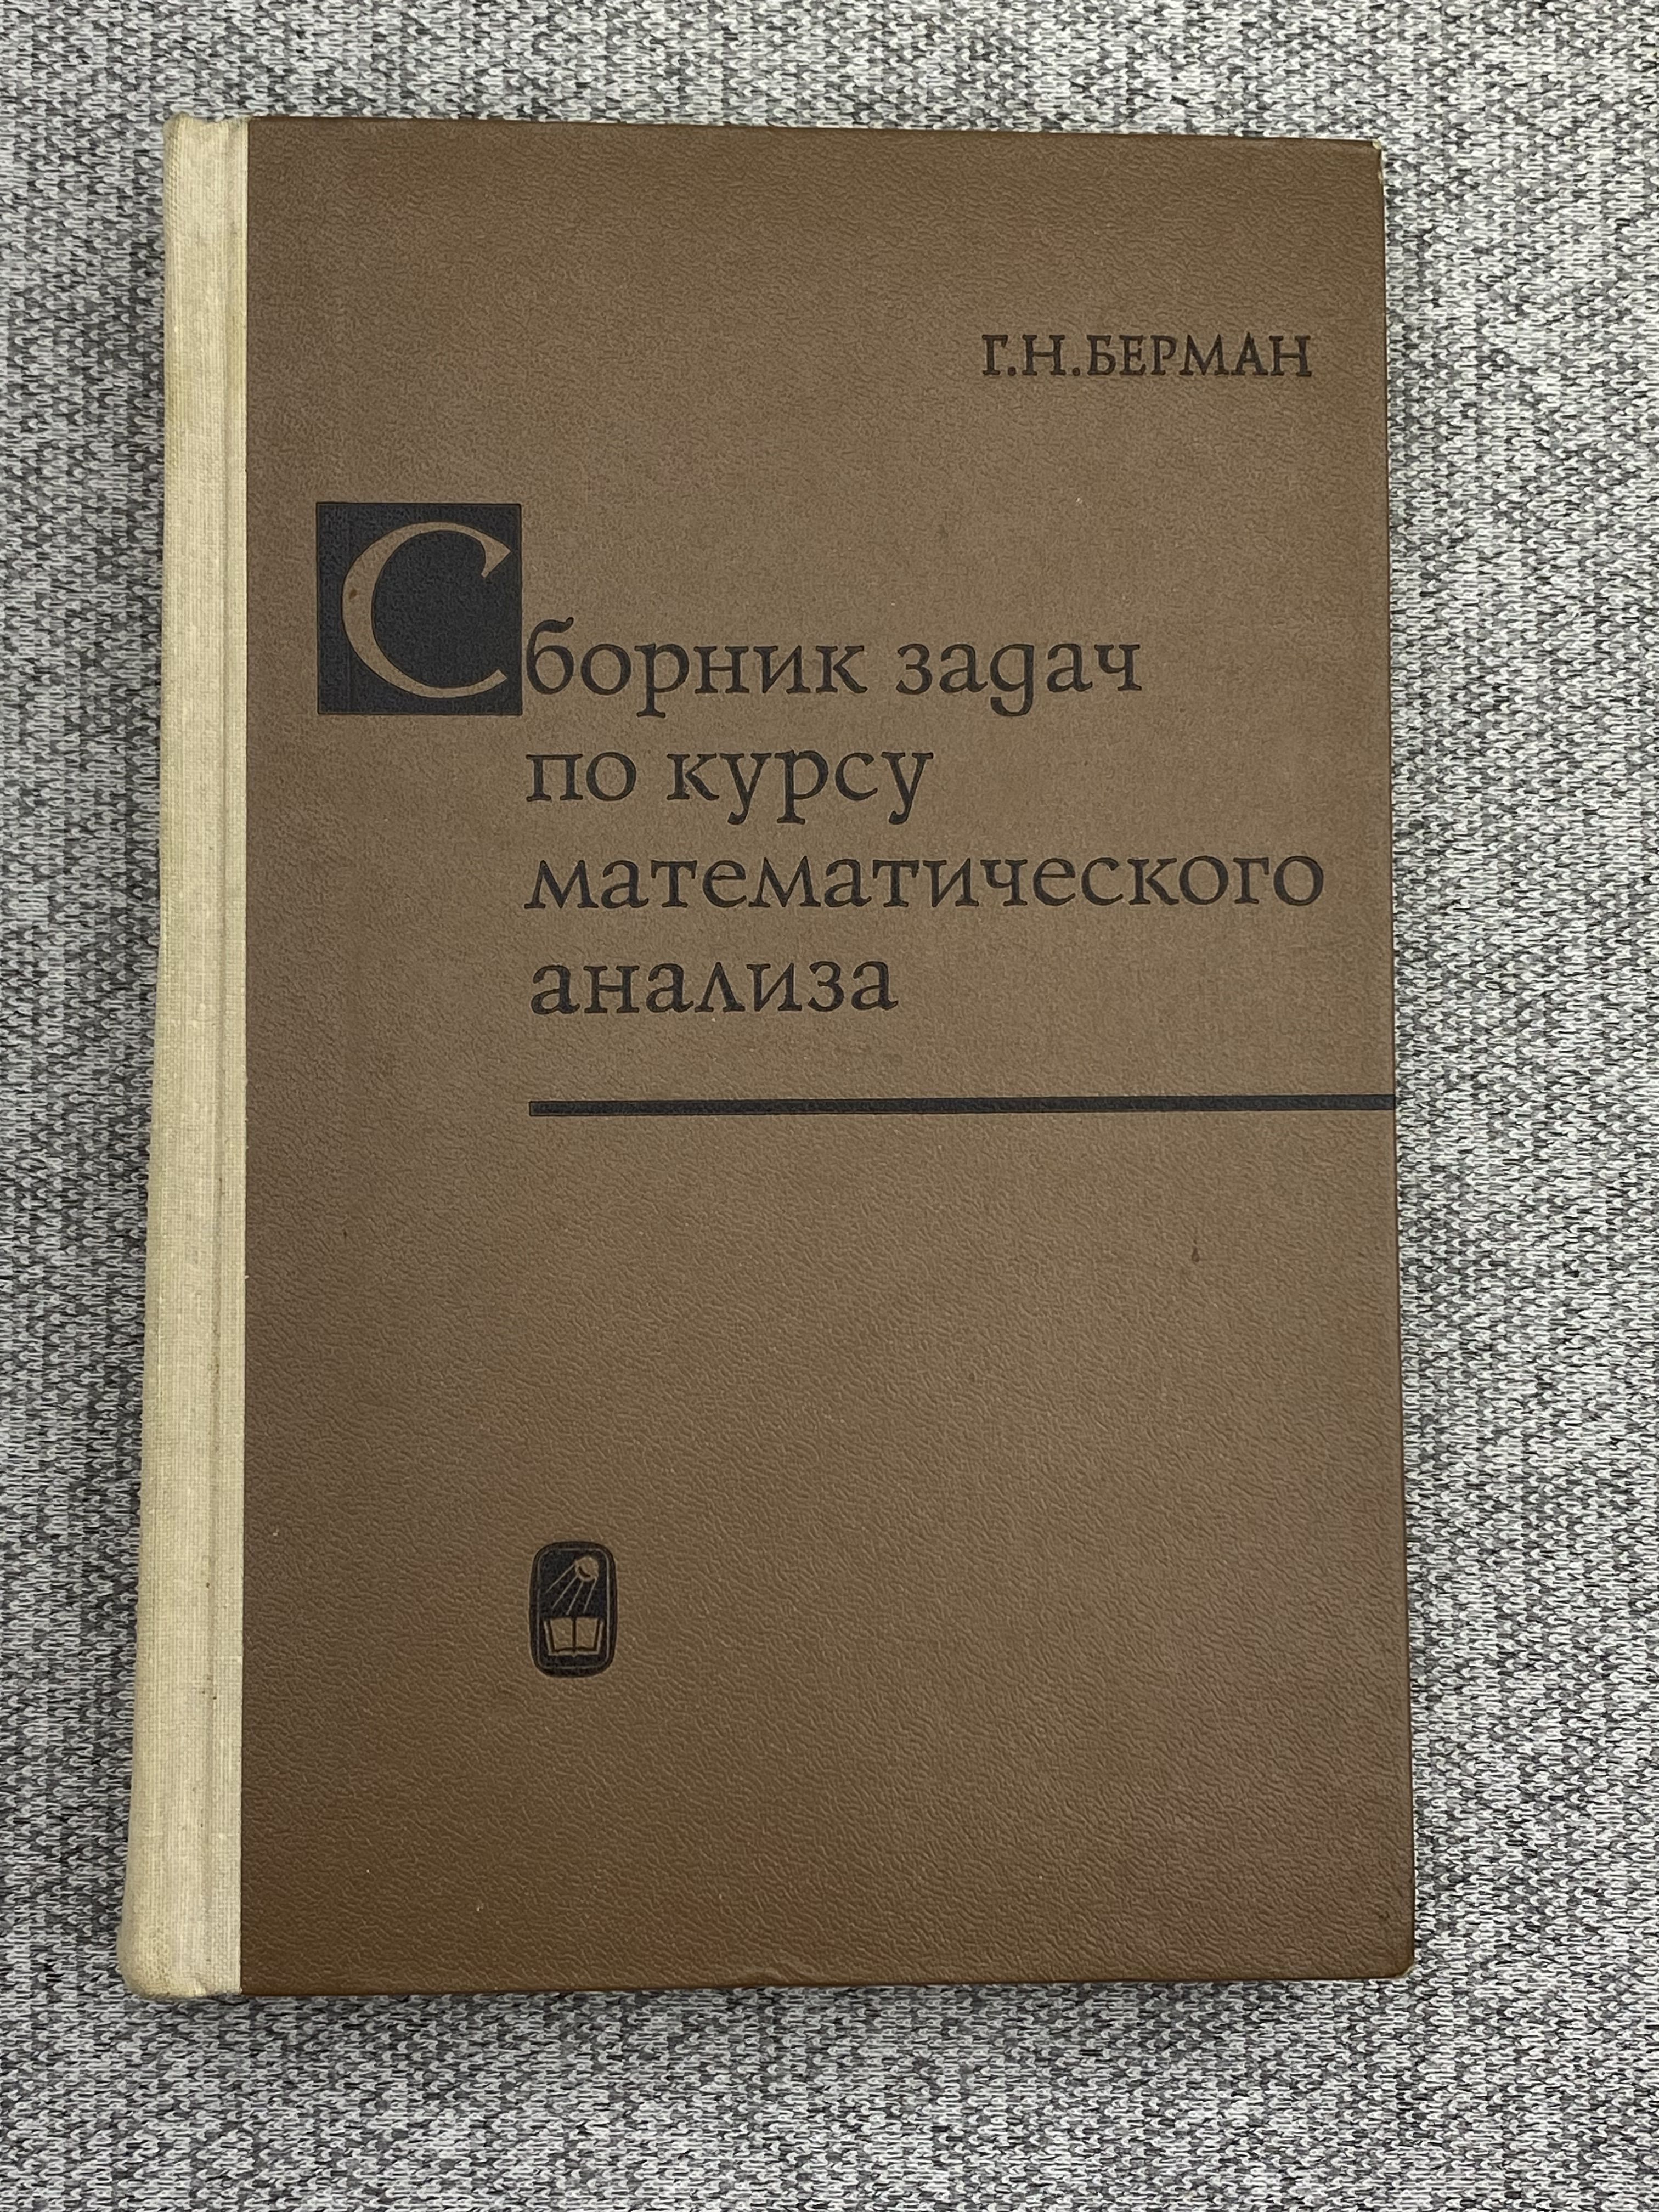 Г.Н.БЕРМАН
Сборник задач
по курсу
математического
анализа